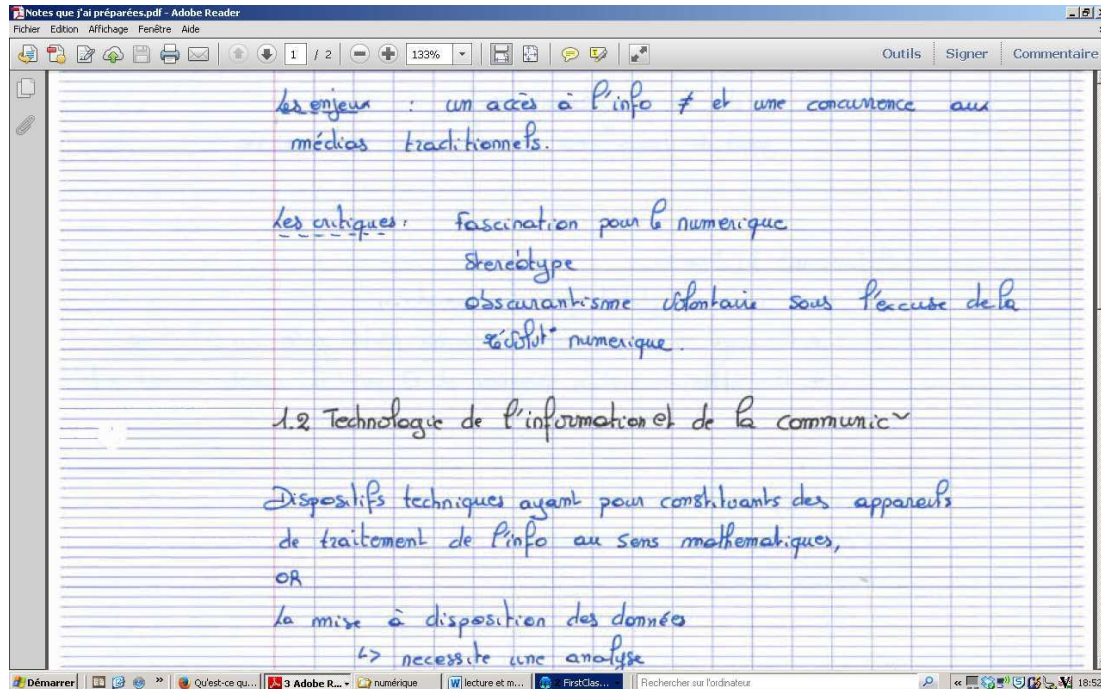 Notes que j'ai préparées.pdf - Adobe Reader
Fichier Edition Affichage Fenêtre Aide
1 / 2 133% Outils Signer Commentaire
Les enjeux : un accès à l'info ≠ et une concurrence aux
médias traditionnels.
Les critiques : fascination pour le numerique
Stereotype
obscurantisme volontaire sous l'excuse de la
révolut° numerique.
1.2 Technologie de l'information et de la communic~
Dispositifs techniques ayant pour constituants des appareils
de traitement de l'info au sens mathematiques,
OR
La mise à disposition des données
↳ necessite une analyse
Démarrer » Qu'est-ce qu... 3 Adobe R... numérique lecture et m... FirstClas... Rechercher sur l'ordinateur « 18:52